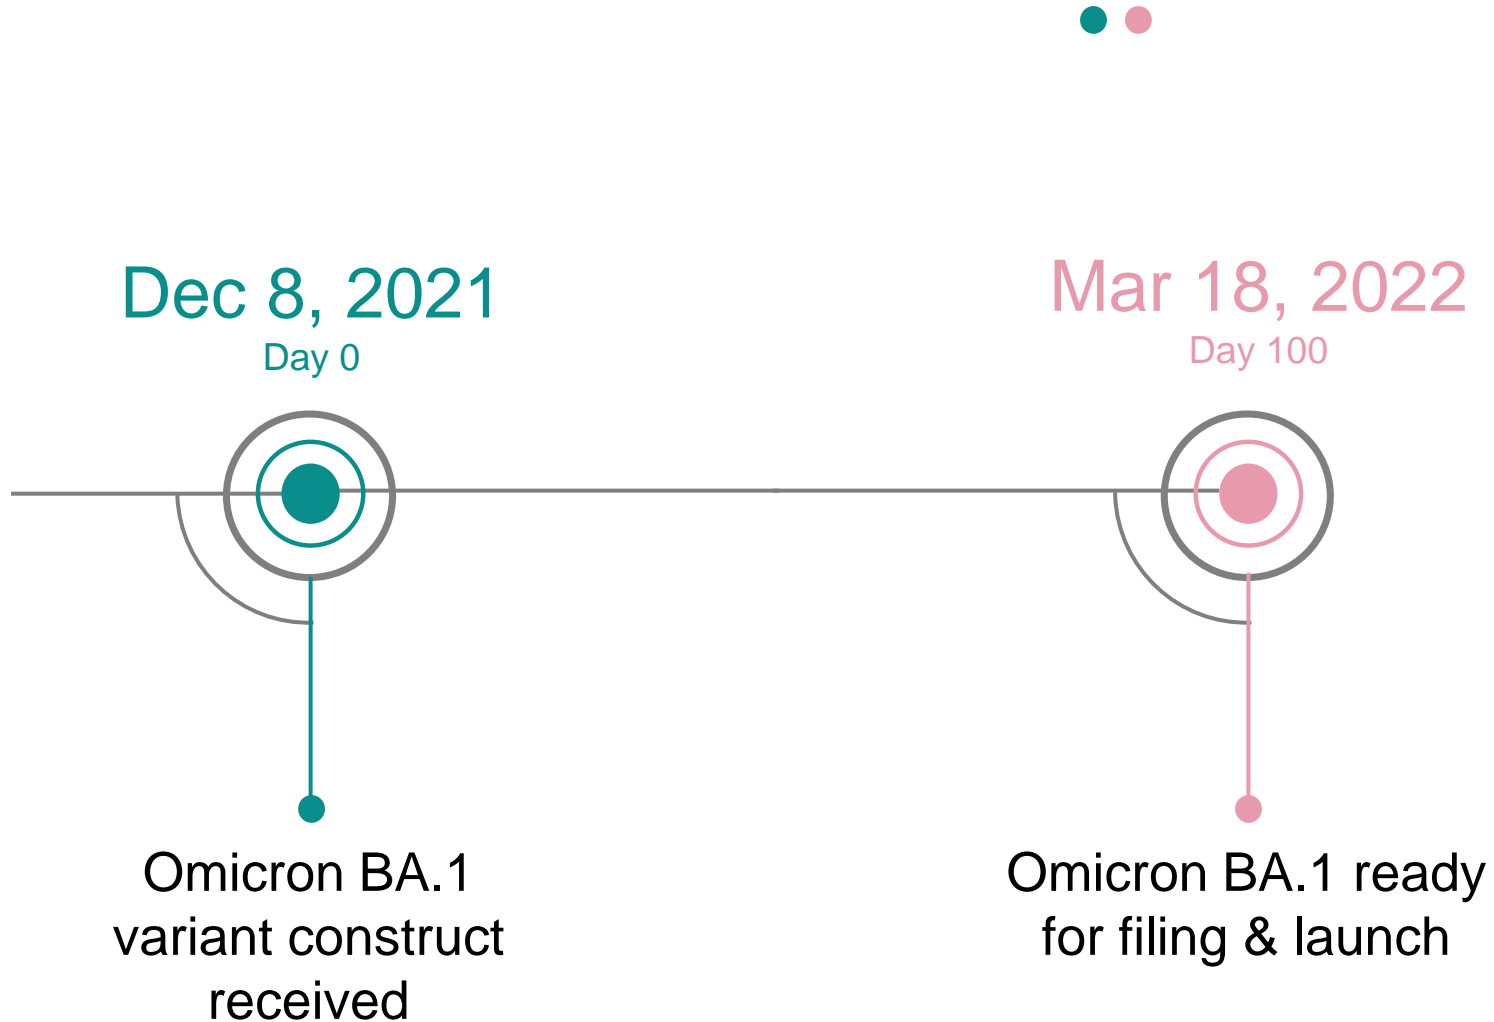 Dec 8, 2021
Day 0
Omicron BA.1
variant construct
received
Mar 18, 2022
Day 100
Omicron BA.1 ready
for filing & launch